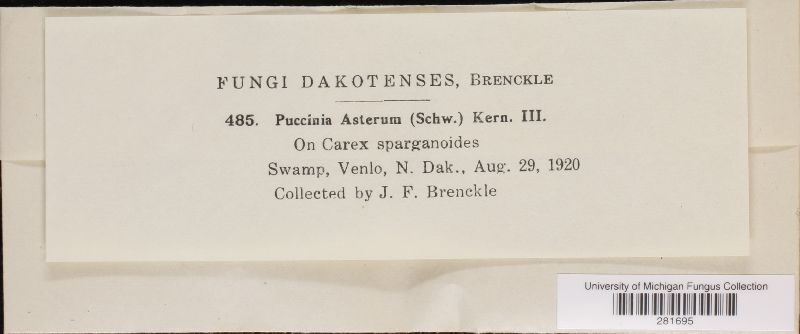 FUNGI DAKOTENSES, BRENCKLE
485. Puccinia Asterum (Schw.) Kern. III.
On Carex sparganoides
Swamp, Venlo, N. Dak., Aug. 29, 1920
Collected by J. F. Brenckle
University of Michigan Fungus Collection
281695